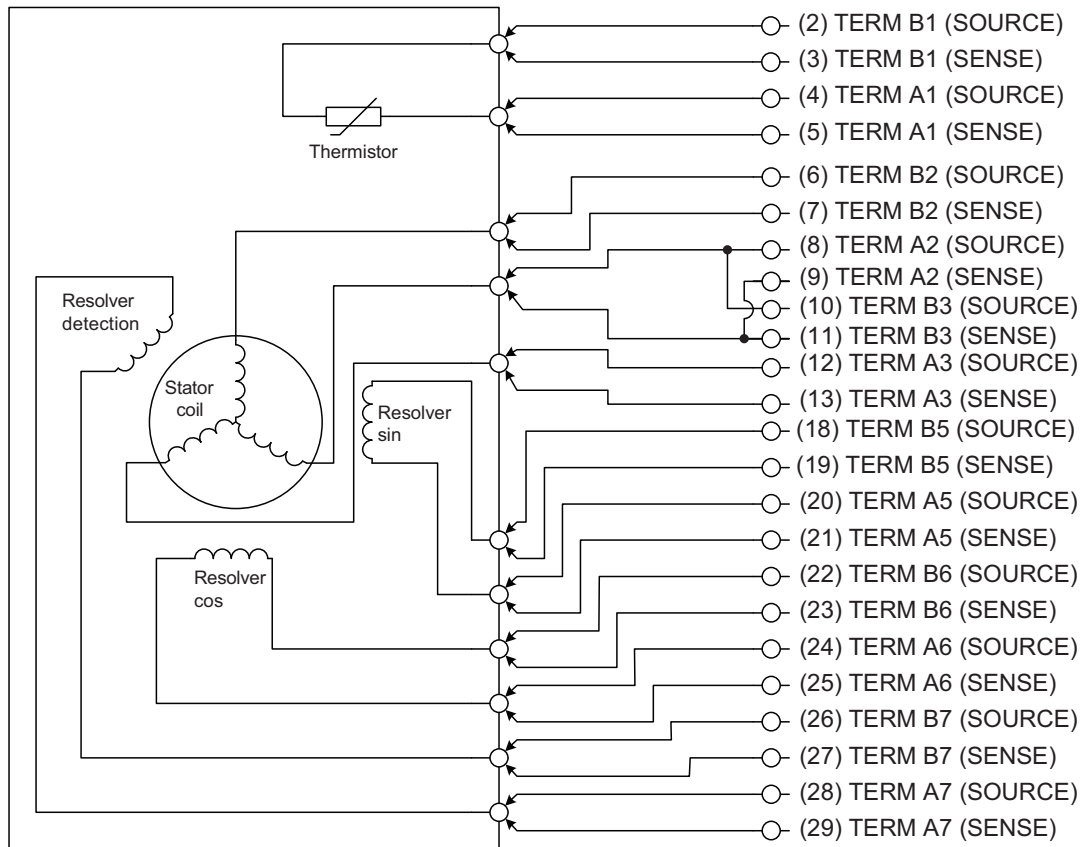 (2) TERM B1 (SOURCE)
(3) TERM B1 (SENSE)
(4) TERM A1 (SOURCE)
(5) TERM A1 (SENSE)
Thermistor
(6) TERM B2 (SOURCE)
(7) TERM B2 (SENSE)
(8) TERM A2 (SOURCE)
(9) TERM A2 (SENSE)
(10) TERM B3 (SOURCE)
(11) TERM B3 (SENSE)
(12) TERM A3 (SOURCE)
(13) TERM A3 (SENSE)
(18) TERM B5 (SOURCE)
(19) TERM B5 (SENSE)
(20) TERM A5 (SOURCE)
(21) TERM A5 (SENSE)
(22) TERM B6 (SOURCE)
(23) TERM B6 (SENSE)
(24) TERM A6 (SOURCE)
(25) TERM A6 (SENSE)
(26) TERM B7 (SOURCE)
(27) TERM B7 (SENSE)
(28) TERM A7 (SOURCE)
(29) TERM A7 (SENSE)
Resolver
detection
Stator
coil
Resolver
sin
Resolver
cos